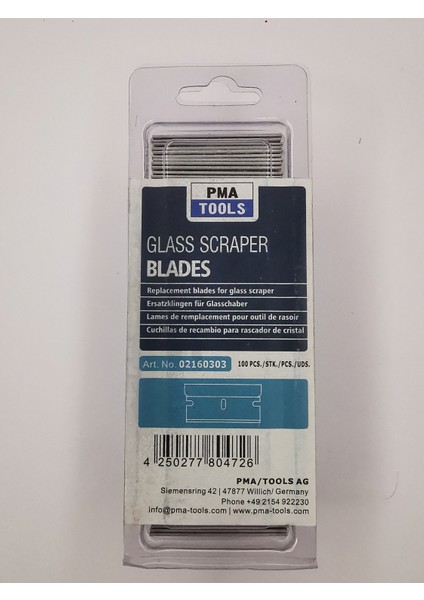 PMA
TOOLS
GLASS SCRAPER
BLADES
Replacement blades for glass scraper
Ersatzklingen für Glasschaber
Lames de remplacement pour outil de rasoir
Cuchillas de recambio para rascador de cristal
Art. No. 02160303 100 PCS./STK./PCS./UDS.
4 250277 804726
PMA/TOOLS AG
Siemensring 42 | 47877 Willich/ Germany
Phone +49 2154 922230
info@pma-tools.com | www.pma-tools.com